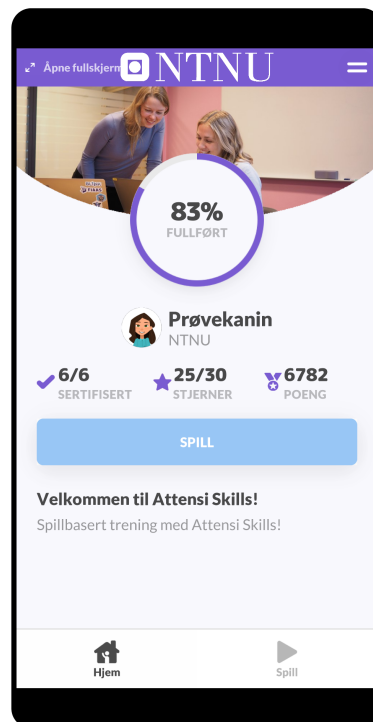 Åpne fullskjerm
NTNU
83%
FULLFØRT
Prøvekanin
NTNU
6/6
SERTIFISERT
25/30
STJERNER
6782
POENG
SPILL
Velkommen til Attensi Skills!
Spillbasert trening med Attensi Skills!
Hjem
Spill